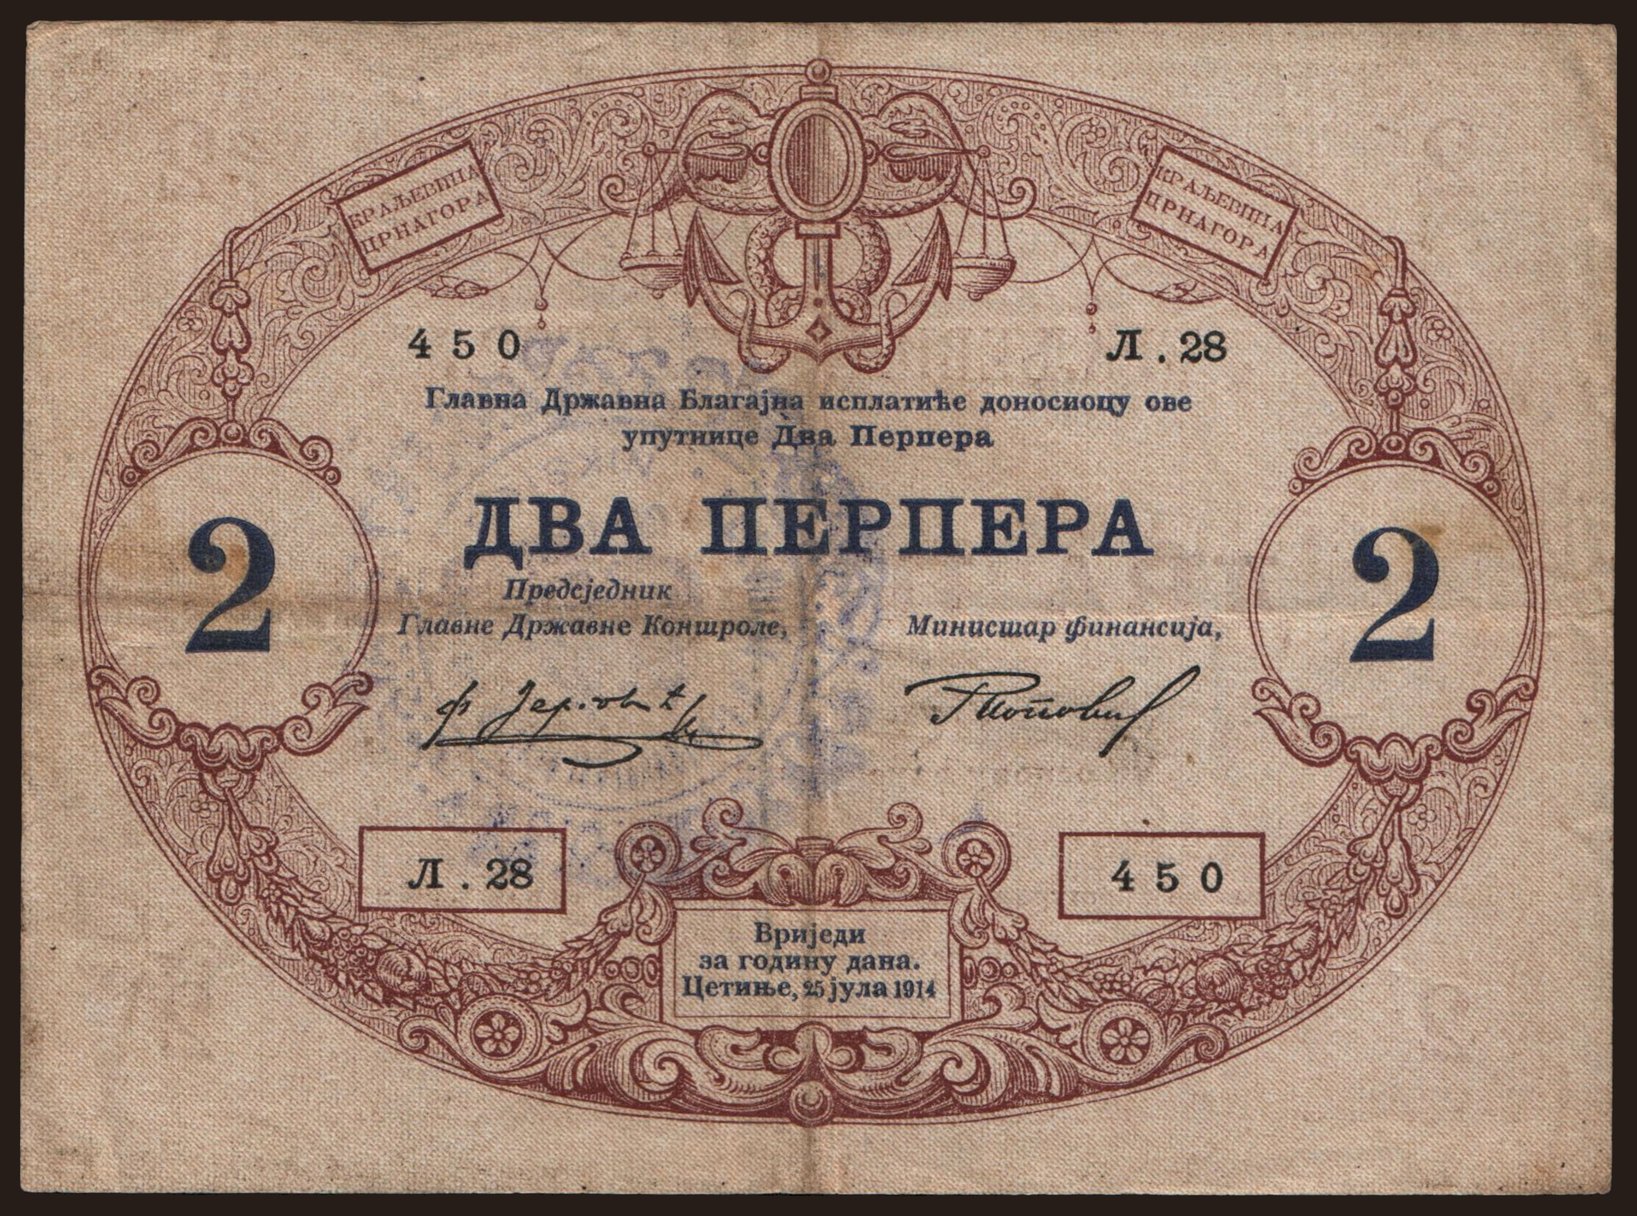 КРАЉЕВИНА
ЦРНАГОРА
КРАЉЕВИНА
ЦРНАГОРА
450
Л. 28
Главна Државна Благајна исплатиће доносиоцу ове
упутнице Два Перпера
ДВА ПЕРПЕРА
2
2
Предсједник
Главне Државне Контроле,
Министар финансија,
Л. 28
450
Вриједи
за годину дана.
Цетиње, 25 јула 1914